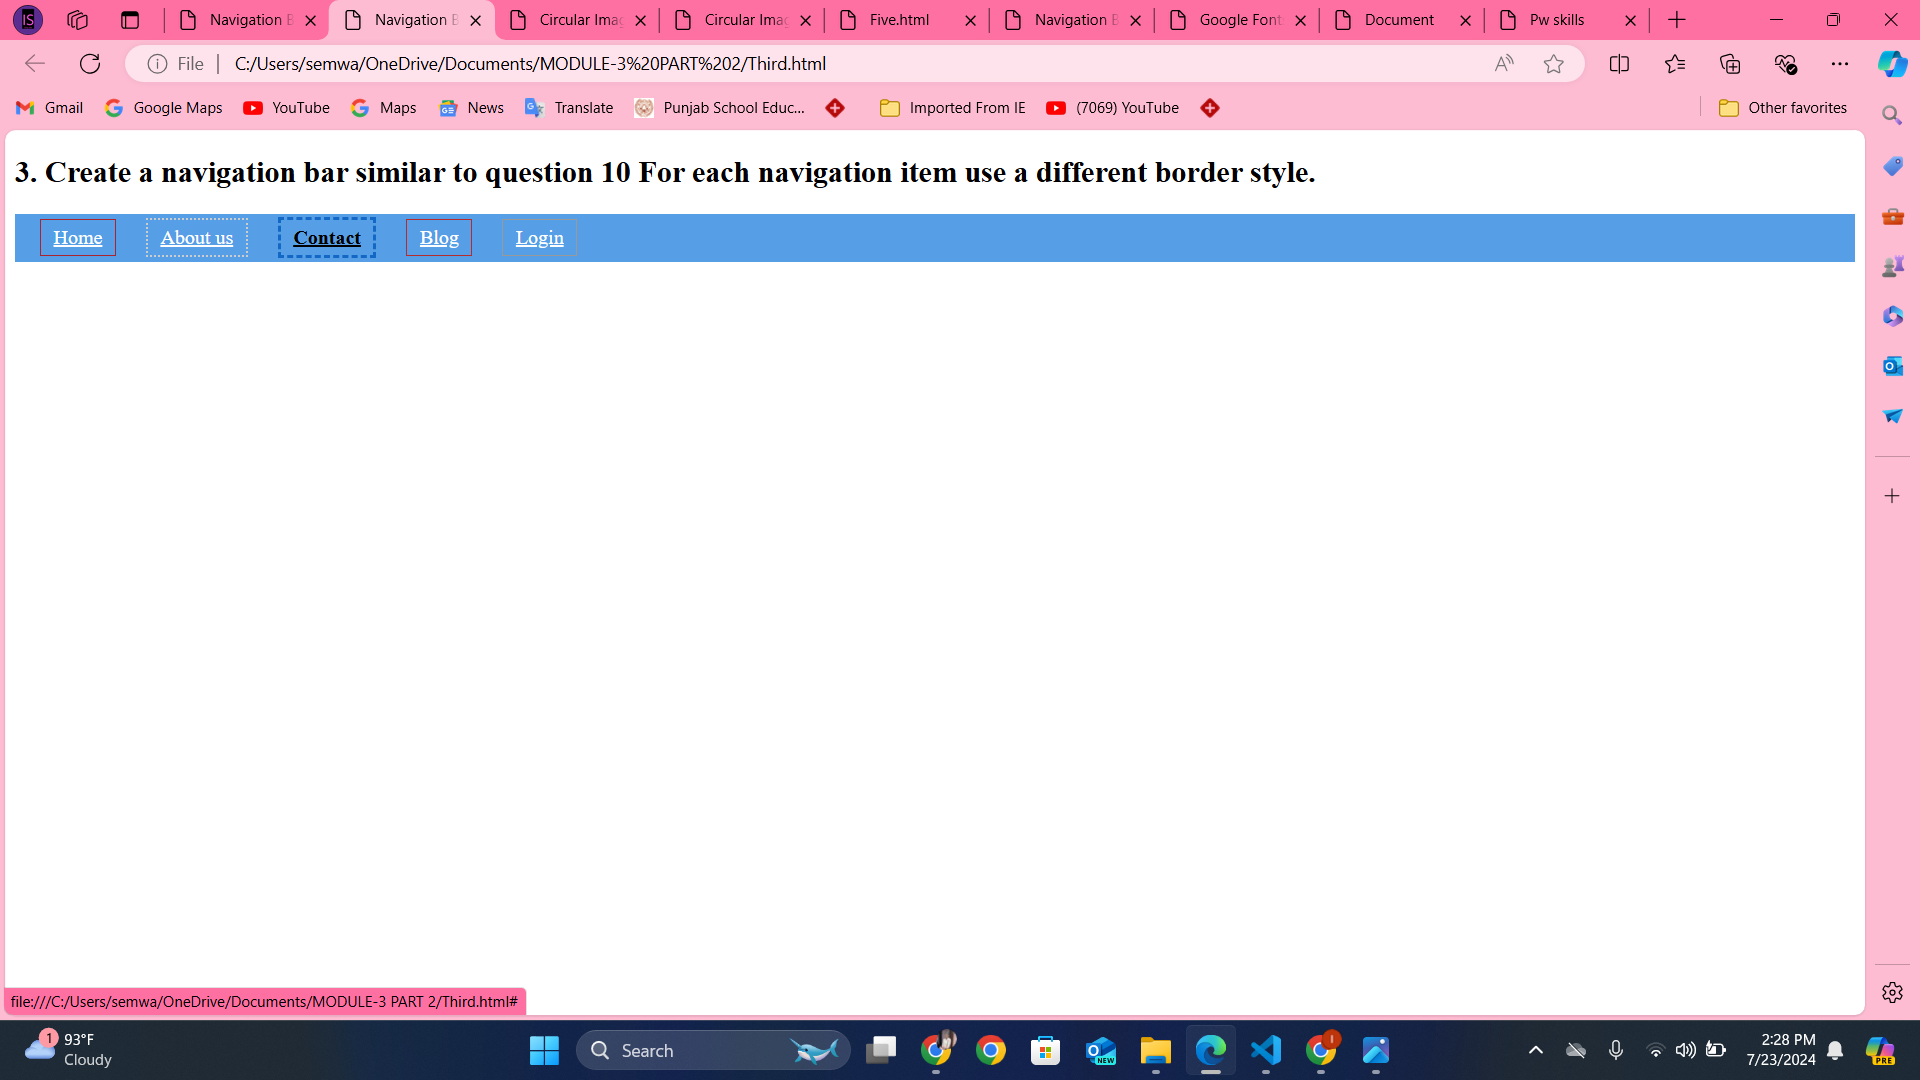 IS
Navigation B
Navigation B
Circular Imag
Circular Imag
Five.html
Navigation B
Google Font
Document
Pw skills
File
C:/Users/semwa/OneDrive/Documents/MODULE-3%20PART%202/Third.html
Gmail
Google Maps
YouTube
Maps
News
Translate
Punjab School Educ...
Imported From IE
(7069) YouTube
Other favorites
3. Create a navigation bar similar to question 10 For each navigation item use a different border style.
Home
About us
Contact
Blog
Login
file:///C:/Users/semwa/OneDrive/Documents/MODULE-3 PART 2/Third.html#
1
93°F
Cloudy
Search
NEW
2:28 PM
7/23/2024
PRE